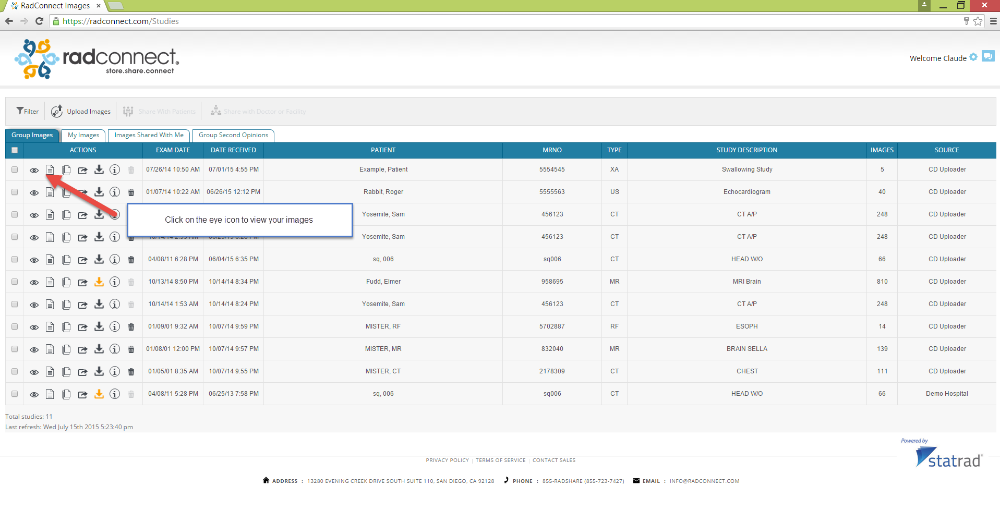 RadConnect Images
https://radconnect.com/Studies
radconnect®
store.share.connect
Welcome Claude
Filter
Upload Images
Share With Patients
Share with Doctor or Facility
Group Images My Images Images Shared With Me Group Second Opinions
ACTIONS EXAM DATE DATE RECEIVED PATIENT MRNO TYPE STUDY DESCRIPTION IMAGES SOURCE
07/26/14 10:50 AM 07/01/15 4:55 PM Example, Patient 5554545 XA Swallowing Study 5 CD Uploader
01/07/14 10:22 AM 06/26/15 12:12 PM Rabbit, Roger 5555563 US Echocardiogram 40 CD Uploader
Yosemite, Sam 456123 CT CT A/P 248 CD Uploader
Click on the eye icon to view your images
Yosemite, Sam 456123 CT CT A/P 248 CD Uploader
04/08/11 6:28 PM 06/04/15 6:35 PM sq, 006 sq006 CT HEAD W/O 66 CD Uploader
10/13/14 8:50 PM 10/14/14 8:34 PM Fudd, Elmer 958695 MR MRI Brain 810 CD Uploader
10/14/14 1:53 AM 10/14/14 8:24 PM Yosemite, Sam 456123 CT CT A/P 248 CD Uploader
01/09/01 9:32 AM 10/07/14 9:59 PM MISTER, RF 5702887 RF ESOPH 14 CD Uploader
01/08/01 12:00 PM 10/07/14 9:57 PM MISTER, MR 832040 MR BRAIN SELLA 139 CD Uploader
01/05/01 8:35 AM 10/07/14 9:55 PM MISTER, CT 2178309 CT CHEST 111 CD Uploader
04/08/11 5:28 PM 06/25/13 7:58 PM sq, 006 sq006 CT HEAD W/O 66 Demo Hospital
Total studies: 11
Last refresh: Wed July 15th 2015 5:23:40 pm
Powered by
statrad®
PRIVACY POLICY | TERMS OF SERVICE | CONTACT SALES
ADDRESS : 13280 EVENING CREEK DRIVE SOUTH SUITE 110, SAN DIEGO, CA 92128 PHONE : 855-RADSHARE (855-723-7427) EMAIL : INFO@RADCONNECT.COM